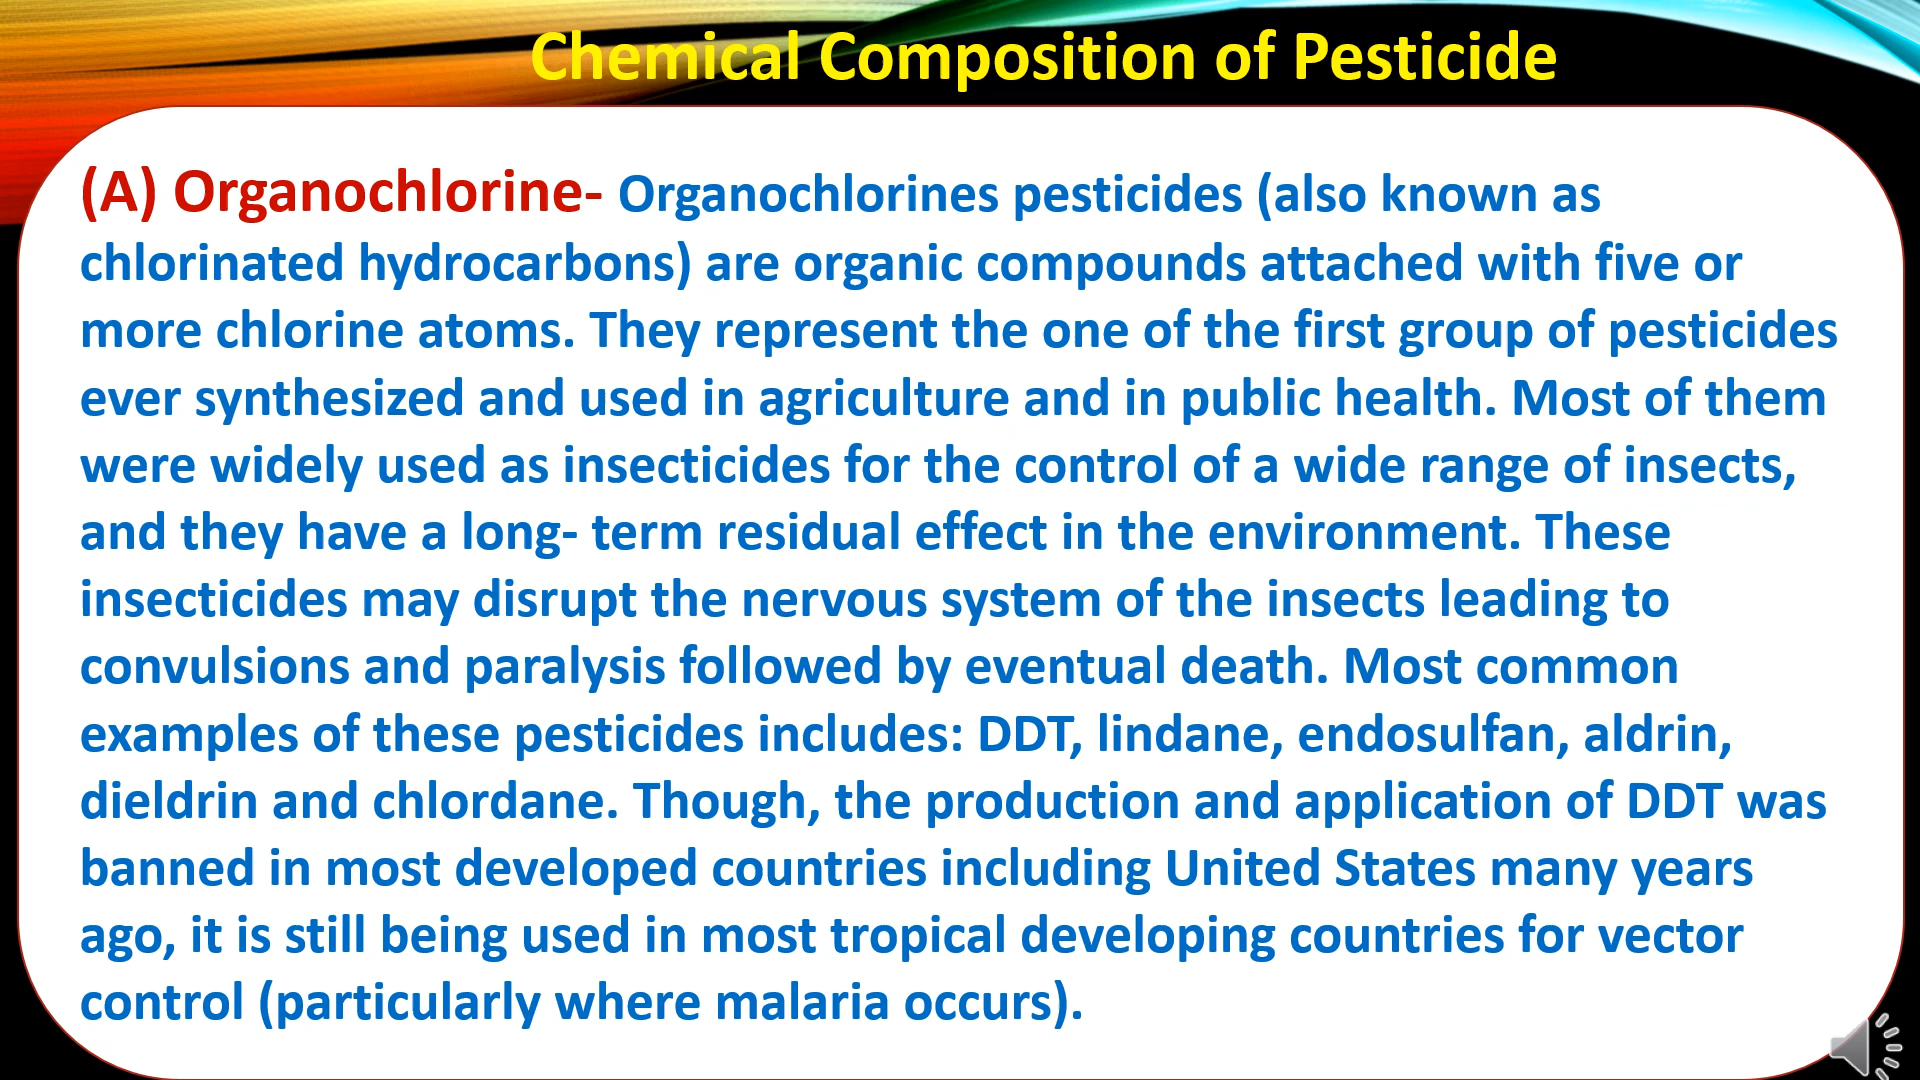 Chemical Composition of Pesticide
(A) Organochlorine- Organochlorines pesticides (also known as
chlorinated hydrocarbons) are organic compounds attached with five or
more chlorine atoms. They represent the one of the first group of pesticides
ever synthesized and used in agriculture and in public health. Most of them
were widely used as insecticides for the control of a wide range of insects,
and they have a long- term residual effect in the environment. These
insecticides may disrupt the nervous system of the insects leading to
convulsions and paralysis followed by eventual death. Most common
examples of these pesticides includes: DDT, lindane, endosulfan, aldrin,
dieldrin and chlordane. Though, the production and application of DDT was
banned in most developed countries including United States many years
ago, it is still being used in most tropical developing countries for vector
control (particularly where malaria occurs).